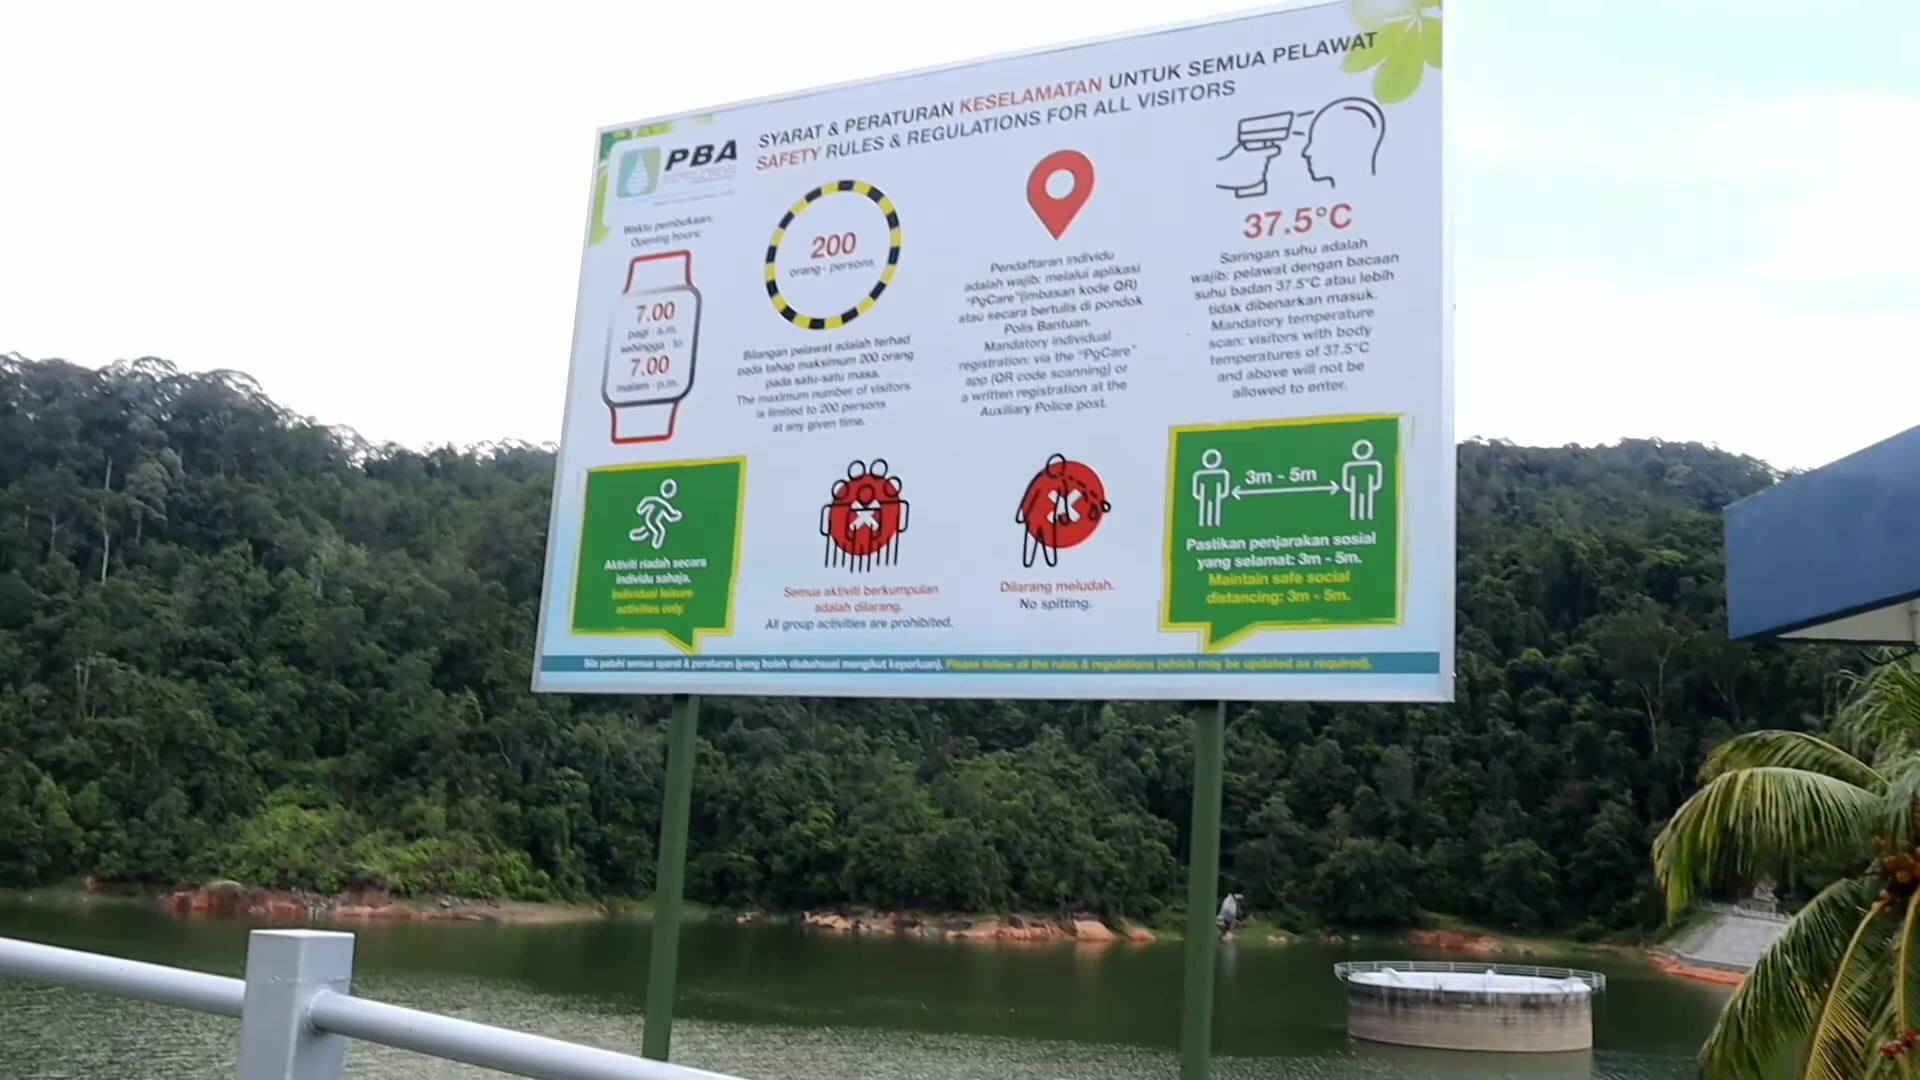 SYARAT & PERATURAN KESELAMATAN UNTUK SEMUA PELAWAT
SAFETY RULES & REGULATIONS FOR ALL VISITORS
PBA
Waktu pembukaan:
Opening hours:
7.00
pagi - a.m.
sehingga - to
7.00
malam - p.m.
200
orang - persons
Bilangan pelawat adalah terhad
pada tahap maksimum 200 orang
pada satu-satu masa.
The maximum number of visitors
is limited to 200 persons
at any given time.
Pendaftaran individu
adalah wajib: melalui aplikasi
"PgCare" (imbasan kode QR)
atau secara bertulis di pondok
Polis Bantuan.
Mandatory individual
registration: via the "PgCare"
app (QR code scanning) or
a written registration at the
Auxiliary Police post.
37.5°C
Saringan suhu adalah
wajib: pelawat dengan bacaan
suhu badan 37.5°C atau lebih
tidak dibenarkan masuk.
Mandatory temperature
scan: visitors with body
temperatures of 37.5°C
and above will not be
allowed to enter.
Aktiviti riadah secara
individu sahaja.
Individual leisure
activities only.
Semua aktiviti berkumpulan
adalah dilarang.
All group activities are prohibited.
Dilarang meludah.
No spitting.
3m - 5m
Pastikan penjarakan sosial
yang selamat: 3m - 5m.
Maintain safe social
distancing: 3m - 5m.
Sila patuhi semua syarat & peraturan (yang boleh diubahsuai mengikut keperluan). Please follow all the rules & regulations (which may be updated as required).